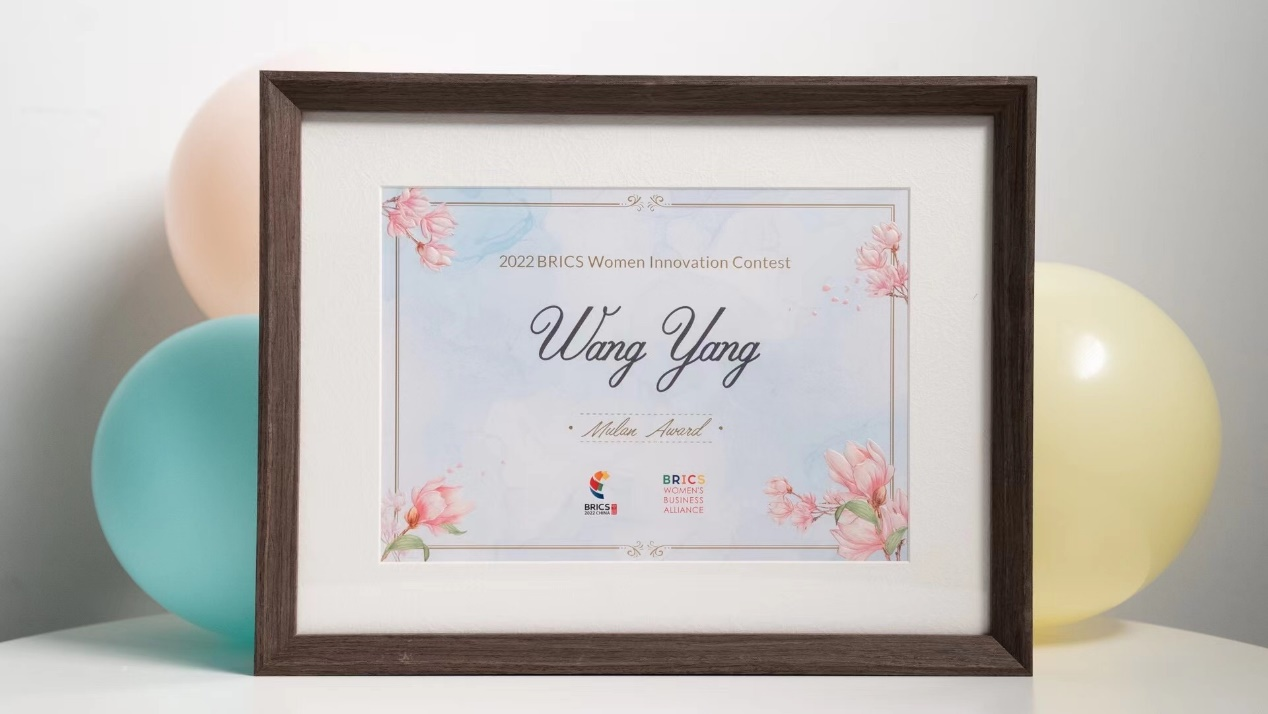 2022 BRICS Women Innovation Contest
Wang Yang
Mulan Award
BRICS
2022 CHINA
BRICS
WOMEN'S
BUSINESS
ALLIANCE